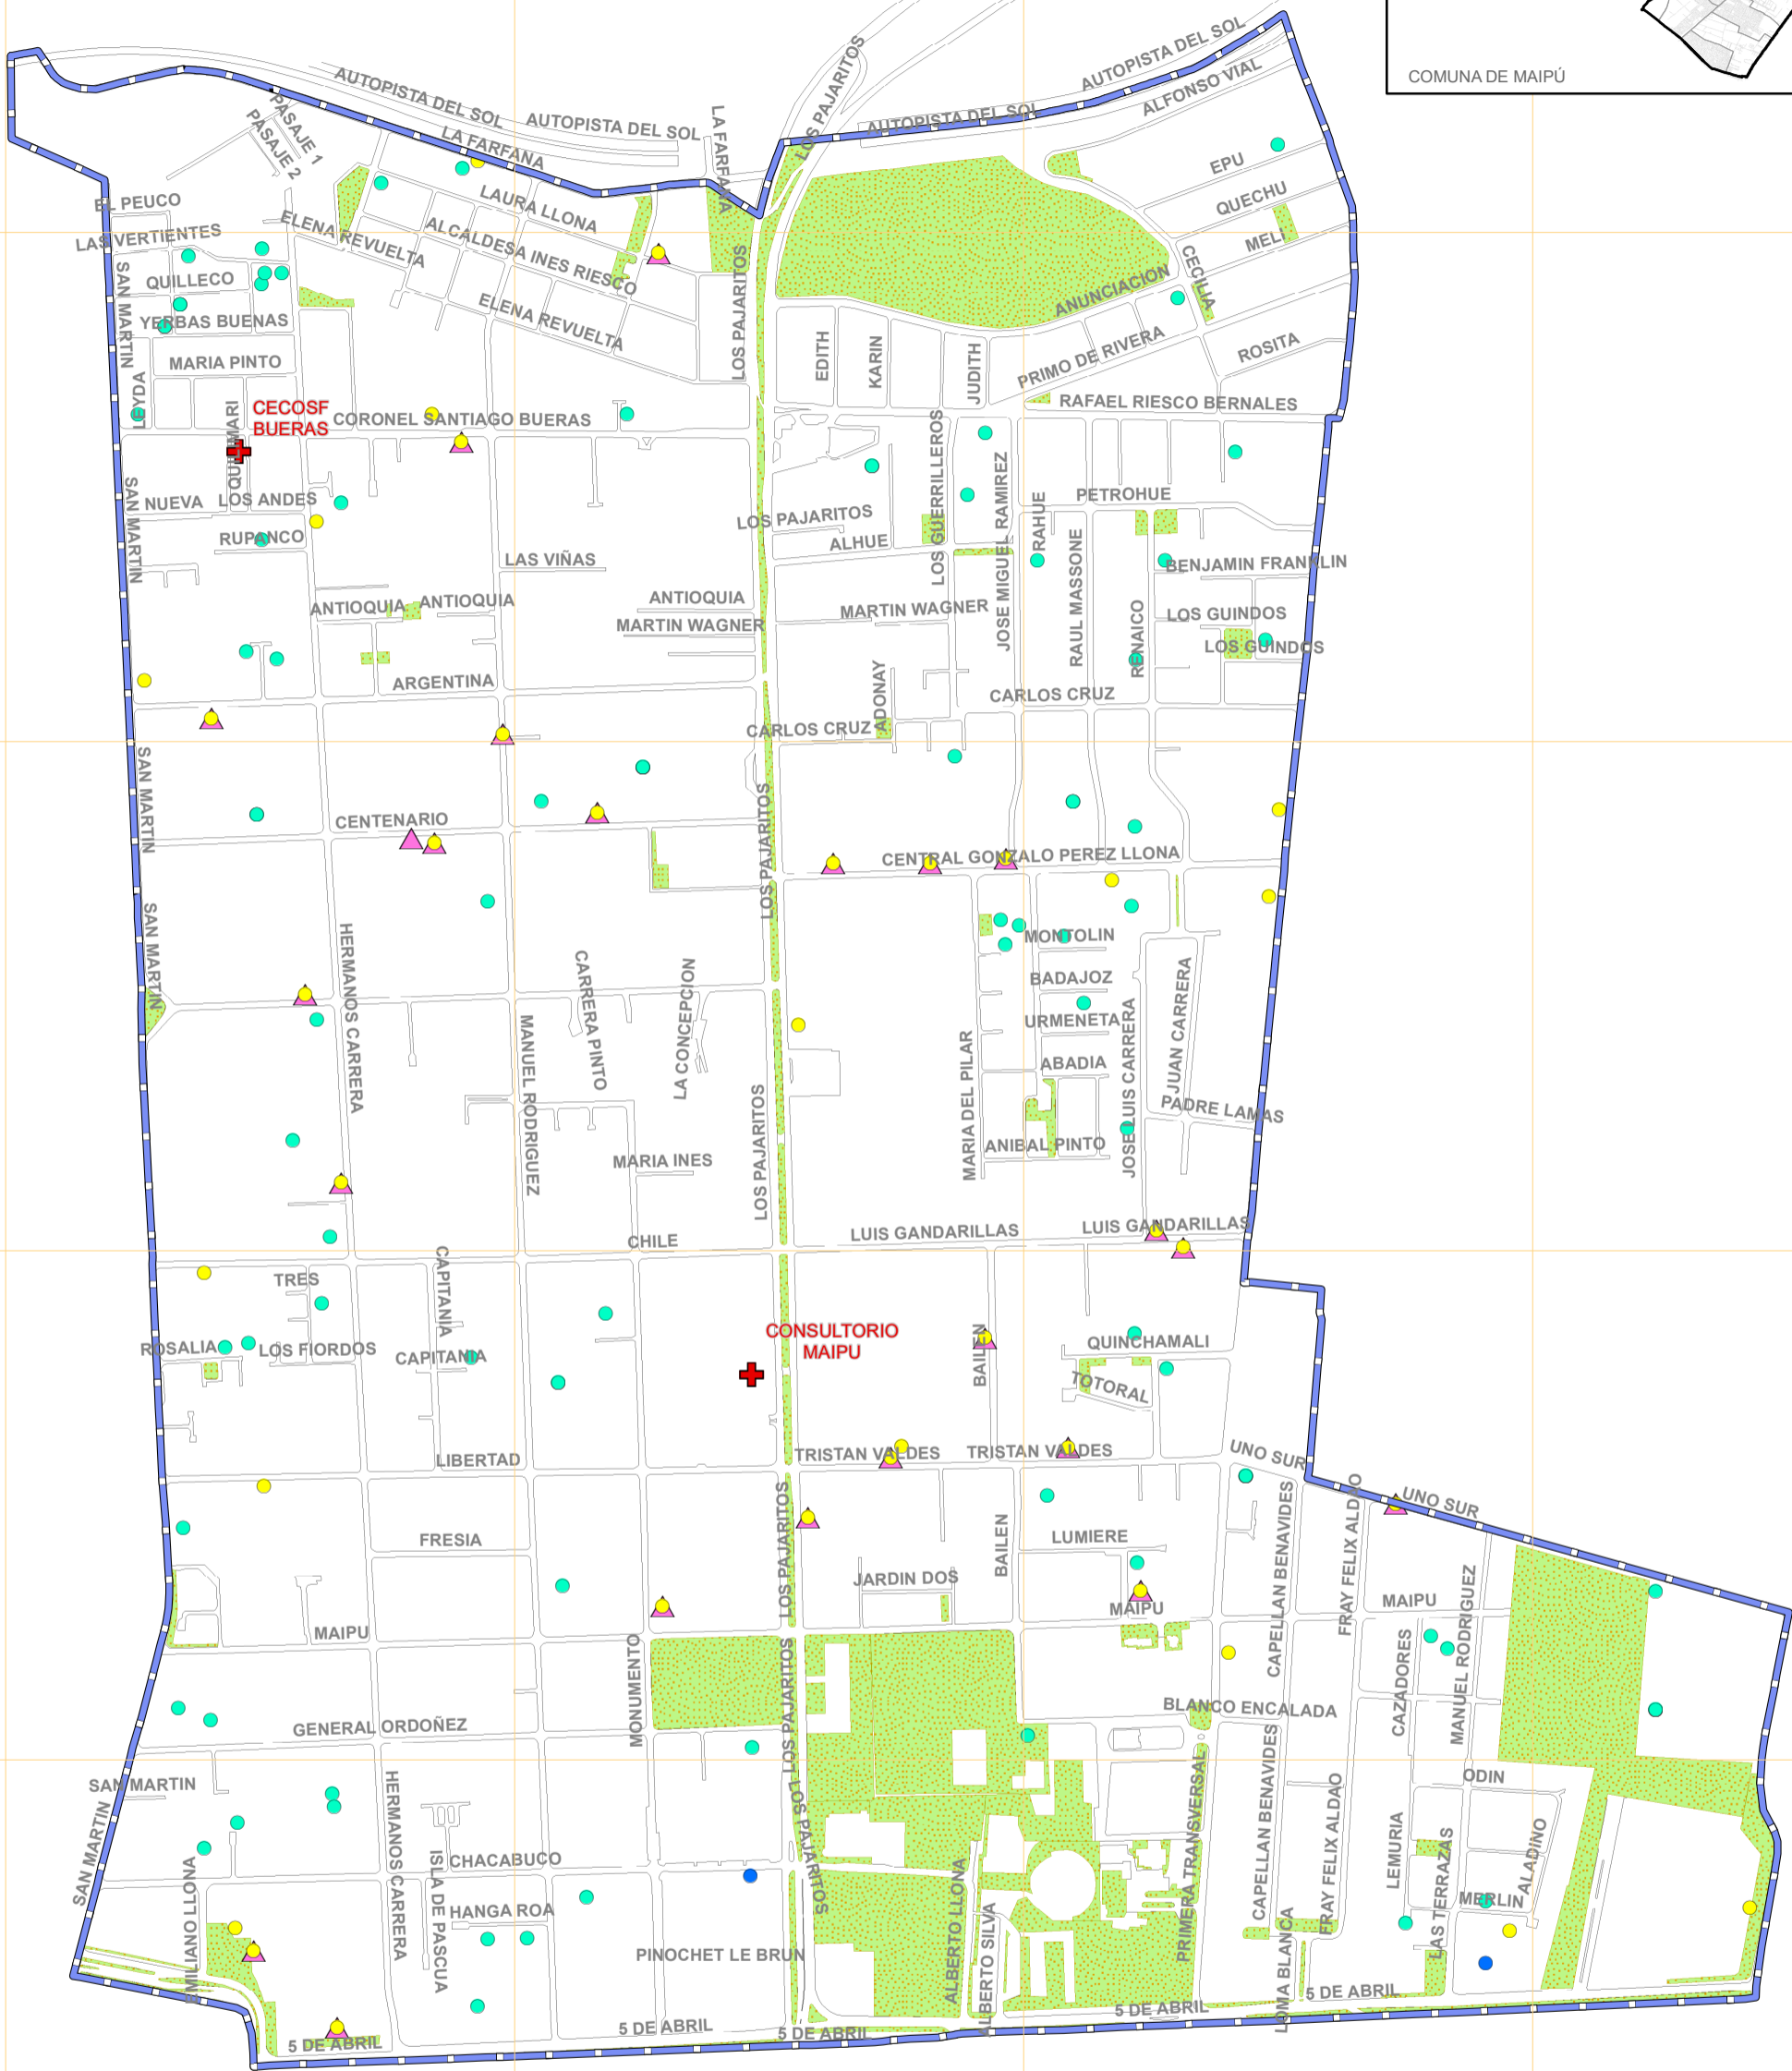 COMUNA DE MAIPÚ
AUTOPISTA DEL SOL
AUTOPISTA DEL SOL
LOS PAJARITOS
AUTOPISTA DEL SOL
AUTOPISTA DEL SOL
ALFONSO VIAL
PASAJE 1
PASAJE 2
LA FARFANA
LA FARFANA
EPU
QUECHU
MELI
EL PEUCO
LAS VERTIENTES
ELENA REVUELTA
LAURA LLONA
ALCALDESA INES RIESCO
CECILIA
SAN MARTIN
QUILLECO
YERBAS BUENAS
ELENA REVUELTA
LOS PAJARITOS
ANUNCIACION
MARIA PINTO
EDITH
KARIN
JUDITH
PRIMO DE RIVERA
ROSITA
LEYDA
QUILIMARI
CECOSF
BUERAS
CORONEL SANTIAGO BUERAS
RAFAEL RIESCO BERNALES
LOS GUERRILLEROS
JOSE MIGUEL RAMIREZ
SAN MARTIN
NUEVA
LOS ANDES
RUPANCO
LOS PAJARITOS
ALHUE
RAHUE
RAUL MASSONE
PETROHUE
LAS VIÑAS
BENJAMIN FRANKLIN
ANTIOQUIA
ANTIOQUIA
ANTIOQUIA
MARTIN WAGNER
MARTIN WAGNER
RENAICO
LOS GUINDOS
LOS GUINDOS
ARGENTINA
ADONAY
CARLOS CRUZ
CARLOS CRUZ
SAN MARTIN
CENTENARIO
LOS PAJARITOS
CENTRAL GONZALO PEREZ LLONA
SAN MARTIN
HERMANOS CARRERA
CARRERA PINTO
LA CONCEPCION
MONTOLIN
BADAJOZ
URMENETA
ABADIA
MANUEL RODRIGUEZ
MARIA DEL PILAR
JOSE LUIS CARRERA
JUAN CARRERA
PADRE LAMAS
ANIBAL PINTO
LOS PAJARITOS
MARIA INES
CHILE
LUIS GANDARILLAS
LUIS GANDARILLAS
TRES
CAPITANIA
ROSALIA
LOS FIORDOS
CAPITANIA
CONSULTORIO
MAIPU
BAILEN
QUINCHAMALI
TOTORAL
LIBERTAD
TRISTAN VALDES
TRISTAN VALDES
UNO SUR
UNO SUR
FRESIA
LOS PAJARITOS
BAILEN
LUMIERE
CAPELLAN BENAVIDES
FRAY FELIX ALDAO
JARDIN DOS
MAIPU
MAIPU
MAIPU
MANUEL RODRIGUEZ
CAZADORES
MONUMENTO
LOS PAJARITOS
GENERAL ORDOÑEZ
BLANCO ENCALADA
SAN MARTIN
SAN MARTIN
HERMANOS CARRERA
LOS PAJARITOS
PRIMERA TRANSVERSAL
CAPELLAN BENAVIDES
FRAY FELIX ALDAO
ODIN
LEMURIA
LAS TERRAZAS
ALADINO
MERLIN
EMILIANO LLONA
ISLA DE PASCUA
CHACABUCO
HANGA ROA
PINOCHET LE BRUN
ALBERTO LLONA
ALBERTO SILVA
LOMA BLANCA
5 DE ABRIL
5 DE ABRIL
5 DE ABRIL
5 DE ABRIL
5 DE ABRIL